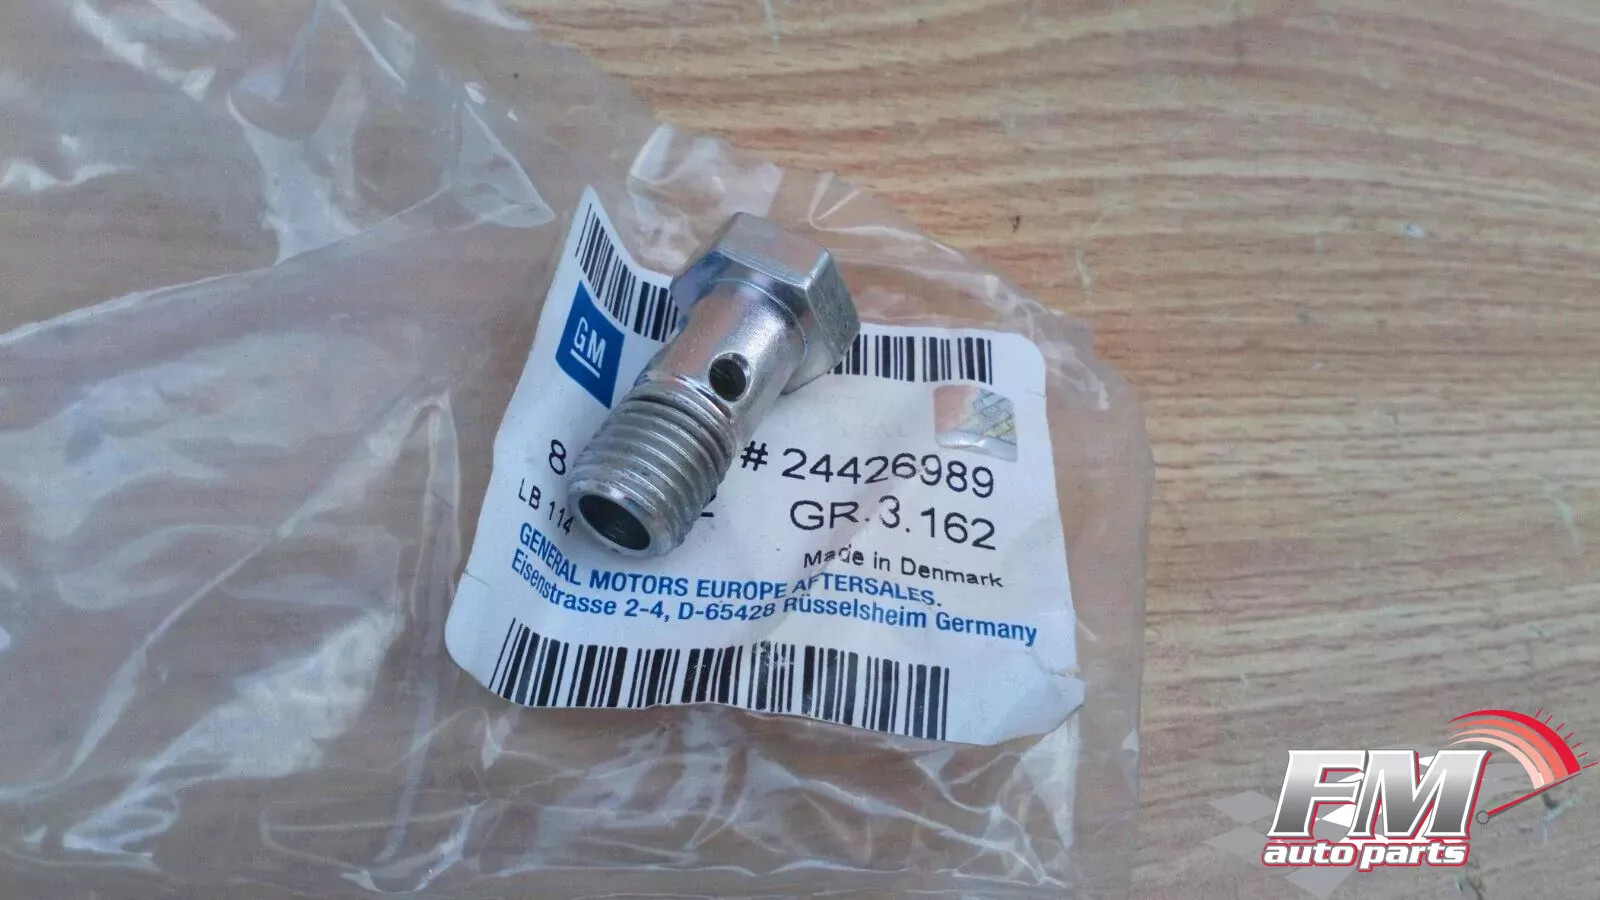 GM
8
# 24426989
LB 114
GR. 3.162
Made in Denmark
GENERAL MOTORS EUROPE AFTERSALES.
Eisenstrasse 2-4, D-65428 Rüsselsheim Germany
FM
auto parts